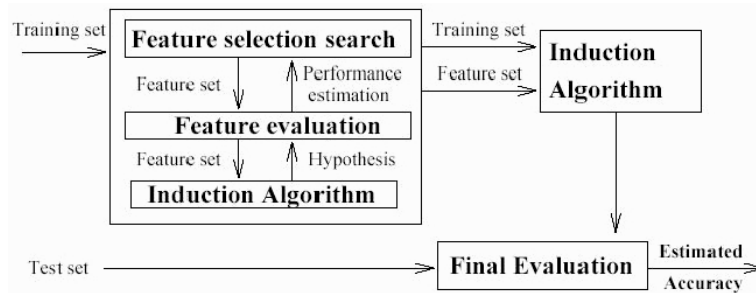 Training set
Feature selection search
Training set
Feature set
Performance
estimation
Feature set
Induction
Algorithm
Feature evaluation
Feature set
Hypothesis
Induction Algorithm
Test set
Final Evaluation
Estimated
Accuracy